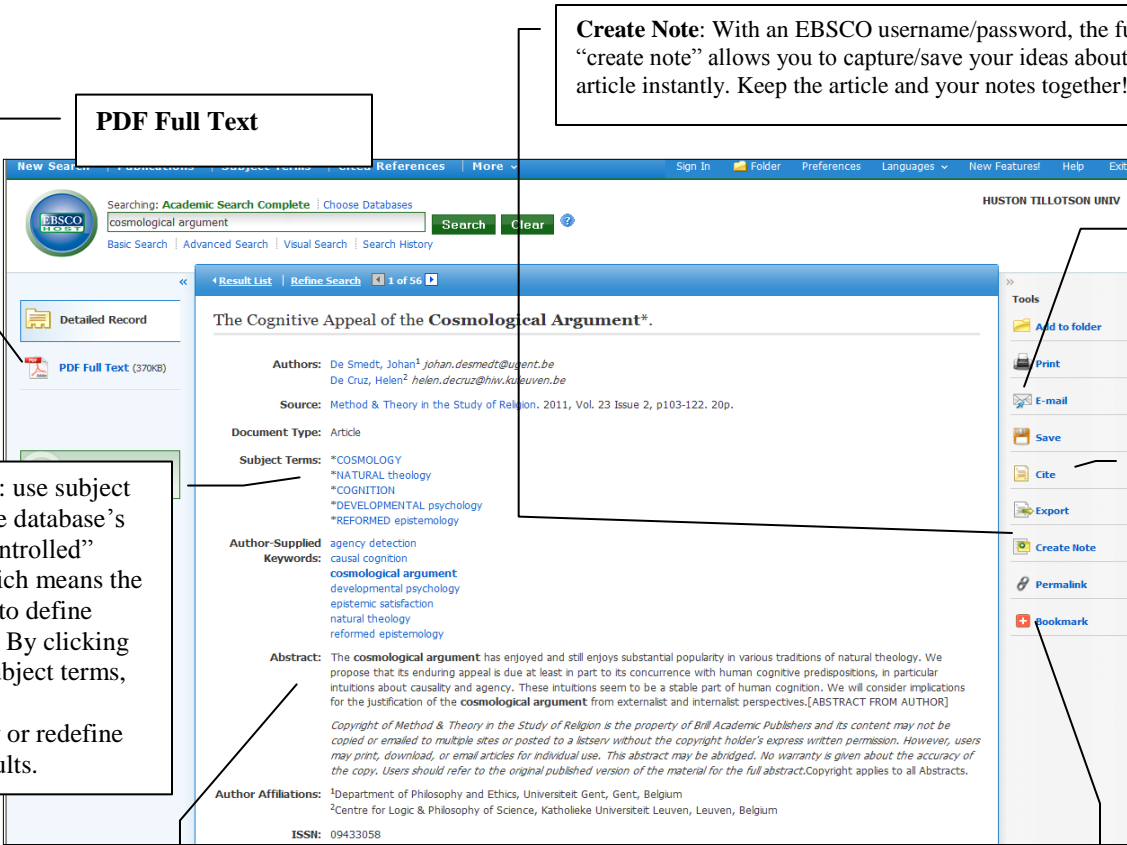 Create Note: With an EBSCO username/password, the
“create note” allows you to capture/save your ideas about
article instantly. Keep the article and your notes together!
PDF Full Text
New Search | Publications | Subject Terms | Cited References | More
Sign In Folder Preferences Languages New Features! Help Exit
EBSCO
HOST
Searching: Academic Search Complete | Choose Databases
HUSTON TILLOTSON UNIV
cosmological argument
Search Clear
Basic Search | Advanced Search | Visual Search | Search History
«
Result List | Refine Search 1 of 56
»
Tools
Detailed Record
PDF Full Text (370KB)
The Cognitive Appeal of the Cosmological Argument*.
Authors: De Smedt, Johan1 johan.desmedt@ugent.be
De Cruz, Helen2 helen.decruz@hiw.kuleuven.be
Source: Method & Theory in the Study of Religion. 2011, Vol. 23 Issue 2, p103-122. 20p.
Document Type: Article
Subject Terms: *COSMOLOGY
*NATURAL theology
*COGNITION
*DEVELOPMENTAL psychology
*REFORMED epistemology
Author-Supplied Keywords: agency detection
causal cognition
cosmological argument
developmental psychology
epistemic satisfaction
natural theology
reformed epistemology
Abstract: The cosmological argument has enjoyed and still enjoys substantial popularity in various traditions of natural theology. We
propose that its enduring appeal is due at least in part to its concurrence with human cognitive predispositions, in particular
intuitions about causality and agency. These intuitions seem to be a stable part of human cognition. We will consider implications
for the justification of the cosmological argument from externalist and internalist perspectives.[ABSTRACT FROM AUTHOR]
Copyright of Method & Theory in the Study of Religion is the property of Brill Academic Publishers and its content may not be
copied or emailed to multiple sites or posted to a listserv without the copyright holder's express written permission. However, users
may print, download, or email articles for individual use. This abstract may be abridged. No warranty is given about the accuracy of
the copy. Users should refer to the original published version of the material for the full abstract.Copyright applies to all Abstracts.
Author Affiliations: 1Department of Philosophy and Ethics, Universiteit Gent, Gent, Belgium
2Centre for Logic & Philosophy of Science, Katholieke Universiteit Leuven, Leuven, Belgium
ISSN: 09433058
: use subject
database’s
which means the
to define
. By clicking
subject terms,
or redefine
Add to folder
Print
E-mail
Save
Cite
Export
Create Note
Permalink
Bookmark